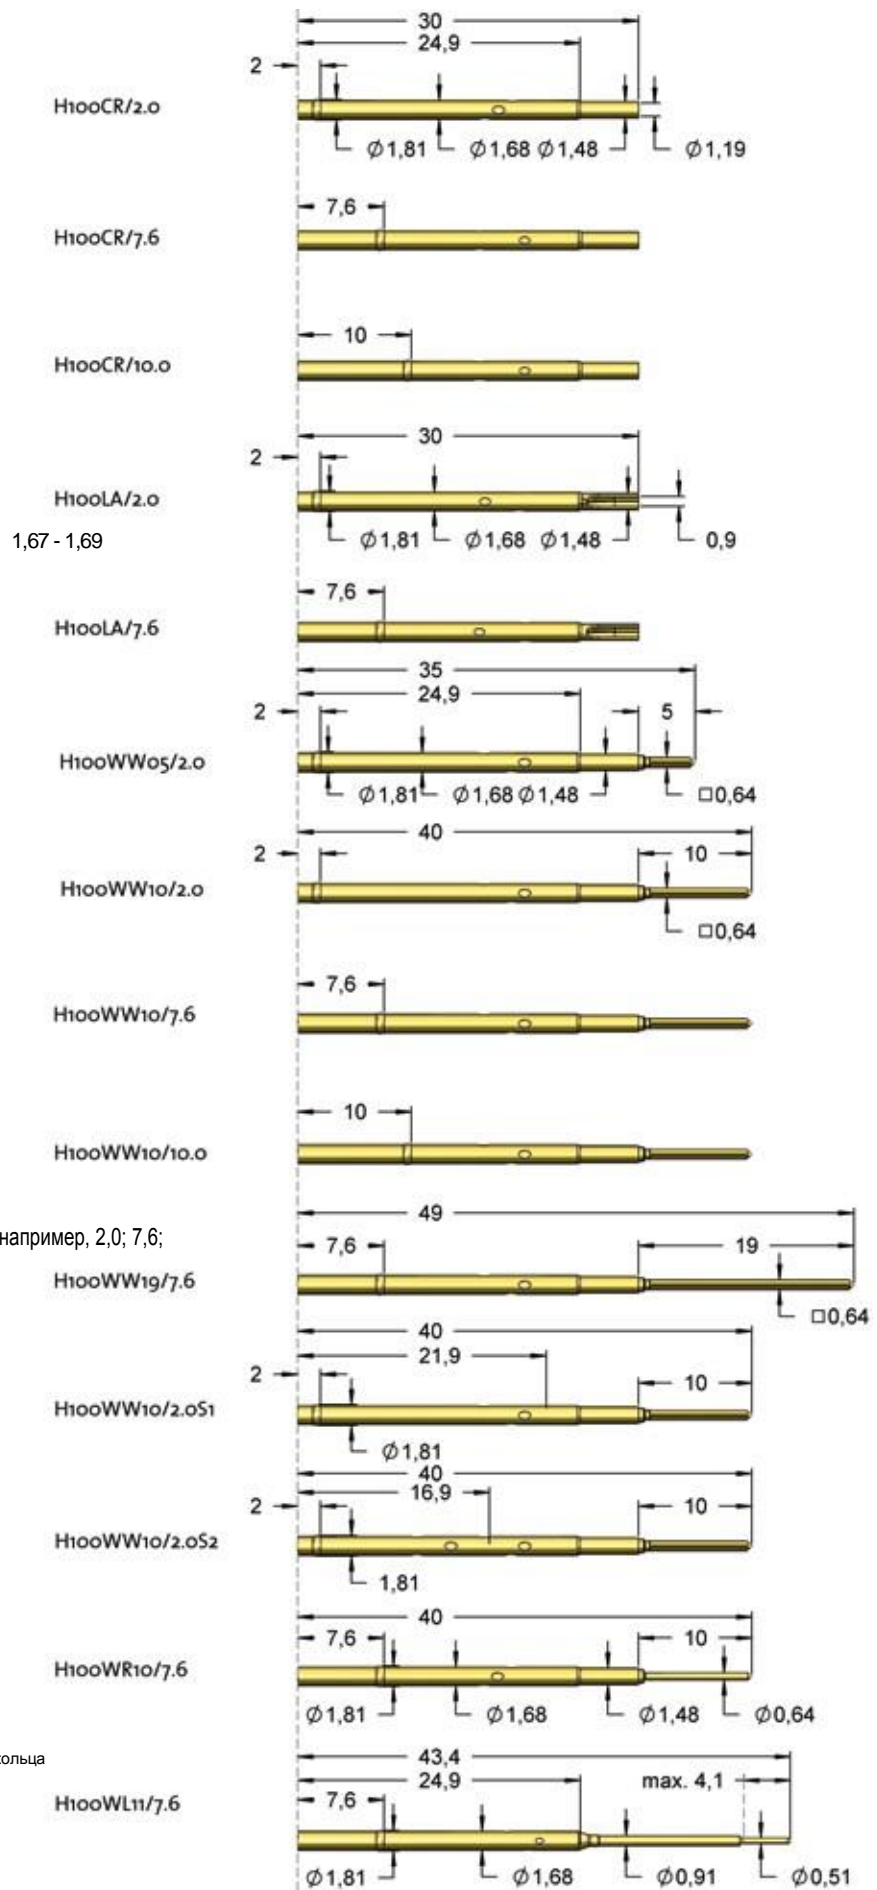 30
24,9
2
H100CR/2.0
Ø1,81 Ø1,68 Ø1,48 Ø1,19
7,6
H100CR/7.6
10
H100CR/10.0
30
2
H100LA/2.0
1,67 - 1,69
Ø1,81 Ø1,68 Ø1,48 0,9
7,6
H100LA/7.6
35
24,9
2 5
H100WW05/2.0
Ø1,81 Ø1,68 Ø1,48 □0,64
40
2 10
H100WW10/2.0
□0,64
7,6
H100WW10/7.6
10
H100WW10/10.0
49
например, 2,0; 7,6;
7,6 19
H100WW19/7.6
□0,64
40
21,9
2 10
H100WW10/2.0S1
Ø1,81
40
16,9
2 10
H100WW10/2.0S2
1,81
40
7,6 10
H100WR10/7.6
Ø1,81 Ø1,68 Ø1,48 Ø0,64
43,4
кольца
24,9 max. 4,1
7,6
H100WL11/7.6
Ø1,81 Ø1,68 Ø0,91 Ø0,51